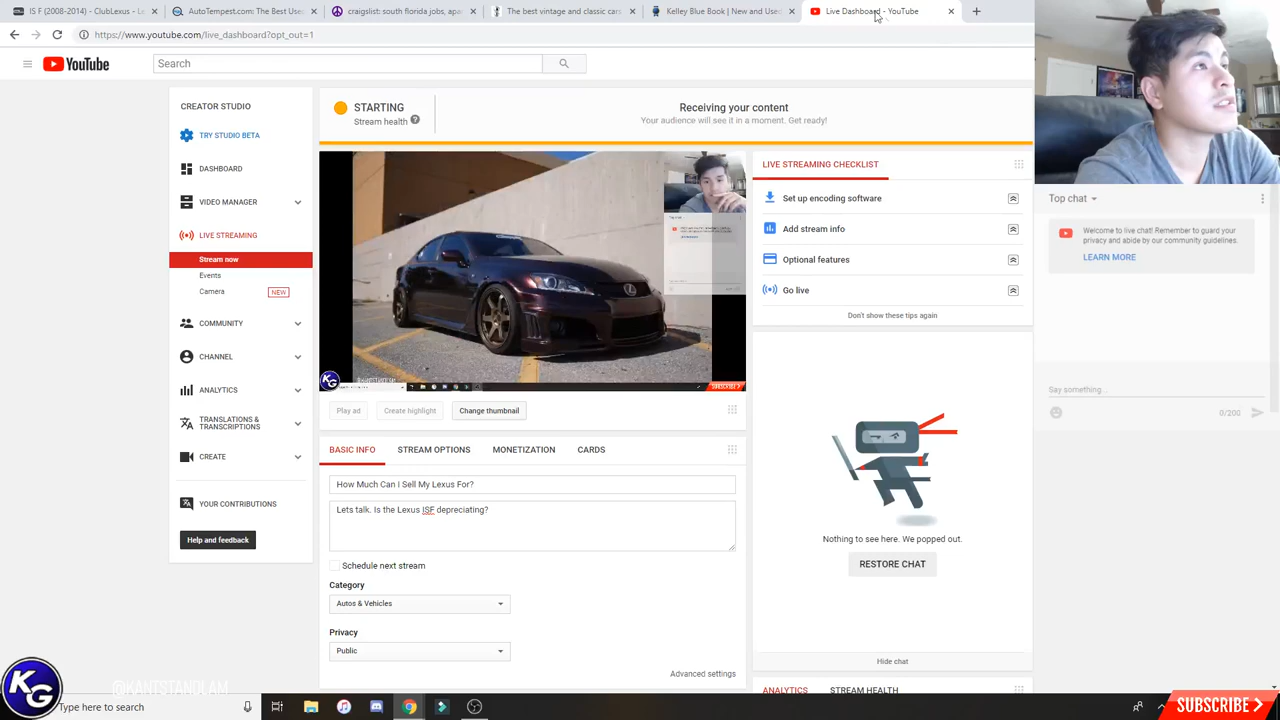 IS F (2008-2014) - ClubLexus - L
AutoTempest.com: The Best Used
craigslist: south florida jobs, ape
The best vintage and classic cars
Kelley Blue Book | New and Used
Live Dashboard - YouTube
https://www.youtube.com/live_dashboard?opt_out=1
YouTube
Search
CREATOR STUDIO
TRY STUDIO BETA
DASHBOARD
VIDEO MANAGER
LIVE STREAMING
Stream now
Events
Camera
NEW
COMMUNITY
CHANNEL
ANALYTICS
TRANSLATIONS &
TRANSCRIPTIONS
CREATE
YOUR CONTRIBUTIONS
Help and feedback
STARTING
Stream health
Receiving your content
Your audience will see it in a moment. Get ready!
KG
SUBSCRIBE
Play ad
Create highlight
Change thumbnail
BASIC INFO
STREAM OPTIONS
MONETIZATION
CARDS
How Much Can I Sell My Lexus For?
Lets talk. Is the Lexus ISF depreciating?
Schedule next stream
Category
Autos & Vehicles
Privacy
Public
Advanced settings
LIVE STREAMING CHECKLIST
Set up encoding software
Add stream info
Optional features
Go live
Don't show these tips again
Nothing to see here. We popped out.
RESTORE CHAT
Hide chat
ANALYTICS
STREAM HEALTH
Top chat
Welcome to live chat! Remember to guard your
privacy and abide by our community guidelines.
LEARN MORE
Say something...
0/200
KG
@KANTSTANDLAM
Type here to search
SUBSCRIBE